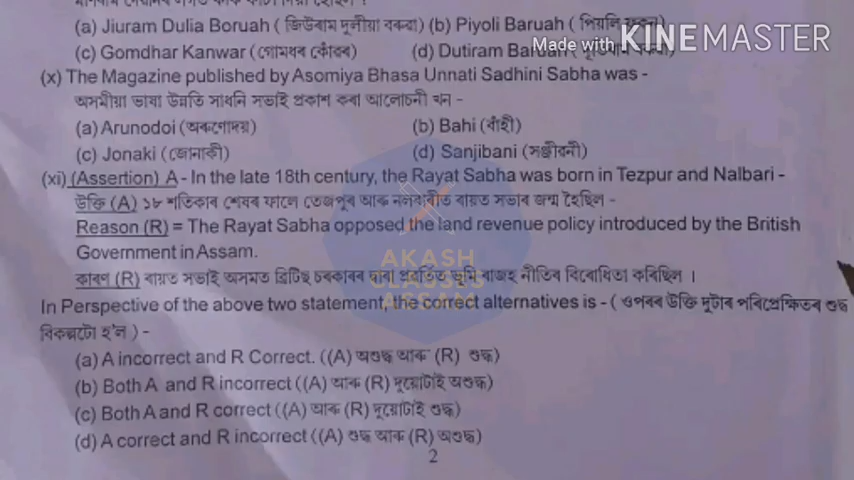 (a) Jiuram Dulia Boruah ( জিউৰাম দুলীয়া বৰুৱা) (b) Piyoli Baruah (
(c) Gomdhar Kanwar (গোমধৰ কোঁৱৰ) (d) Dutiram Baruah
Made with KINEMASTER
(x) The Magazine published by Asomiya Bhasa Unnati Sadhini Sabha was -
অসমীয়া ভাষা উন্নতি সাধনি সভাই প্ৰকাশ কৰা আলোচনী খন -
(a) Arunodoi (অৰুণোদয়) (b) Bahi (বাঁহী)
(c) Jonaki (জোনাকী) (d) Sanjibani (সঞ্জীৱনী)
(xi) (Assertion) A - In the late 18th century, the Rayat Sabha was born in Tezpur and Nalbari -
উক্তি (A) ১৮ শতিকাৰ শেষৰ ফালে তেজপুৰ আৰু নলবাৰীত ৰায়ত সভাৰ জন্ম হৈছিল -
Reason (R) = The Rayat Sabha opposed the land revenue policy introduced by the British
Government in Assam.
কাৰণ (R) ৰায়ত সভাই অসমত ব্ৰিটিছ চৰকাৰৰ দ্বাৰা প্ৰৱৰ্তিত ভূমি ৰাজহ নীতিৰ বিৰোধিতা কৰিছিল ।
AKASH
CLASSES
ASSAM
In Perspective of the above two statement, the correct alternatives is - ( ওপৰৰ উক্তি দুটাৰ পৰিপ্ৰেক্ষিতৰ শুদ্ধ
বিকল্পটো হ'ল ) -
(a) A incorrect and R Correct. ((A) অশুদ্ধ আৰু (R) শুদ্ধ)
(b) Both A and R incorrect ((A) আৰু (R) দুয়োটাই অশুদ্ধ)
(c) Both A and R correct ((A) আৰু (R) দুয়োটাই শুদ্ধ)
(d) A correct and R incorrect ((A) শুদ্ধ আৰু (R) অশুদ্ধ)
2